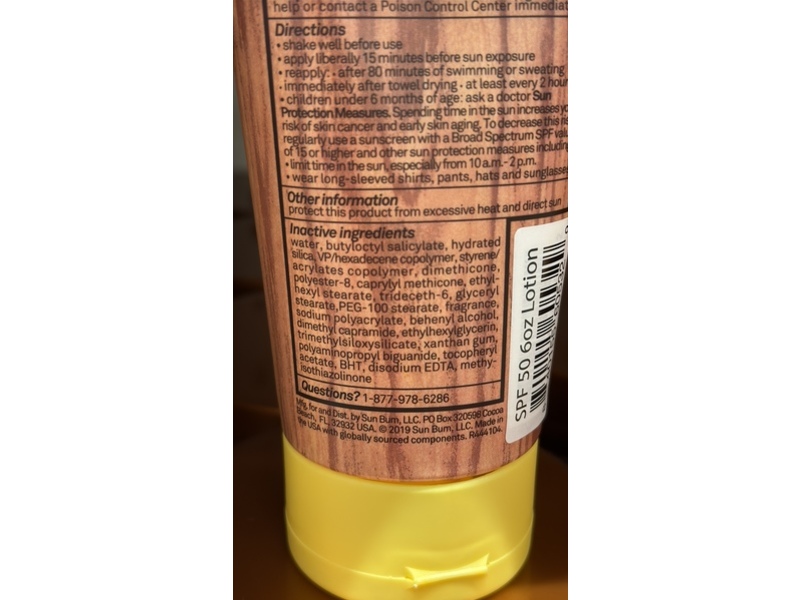 help or contact a Poison Control Center immediat
Directions
• shake well before use
• apply liberally 15 minutes before sun exposure
• reapply: • after 80 minutes of swimming or sweating
• immediately after towel drying • at least every 2 hour
• children under 6 months of age: ask a doctor Sun
Protection Measures. Spending time in the sun increases yo
risk of skin cancer and early skin aging. To decrease this ris
regularly use a sunscreen with a Broad Spectrum SPF valu
of 15 or higher and other sun protection measures including
• limit time in the sun, especially from 10 a.m.-2 p.m.
• wear long-sleeved shirts, pants, hats and sunglasses
Other information
protect this product from excessive heat and direct sun
Inactive ingredients
water, butyloctyl salicylate, hydrated
silica, VP/hexadecene copolymer, styrene/
acrylates copolymer, dimethicone,
polyester-8, caprylyl methicone, ethyl-
hexyl stearate, trideceth-6, glyceryl
stearate, PEG-100 stearate, fragrance,
sodium polyacrylate, behenyl alcohol,
dimethyl capramide, ethylhexylglycerin,
trimethylsiloxysilicate, xanthan gum,
polyaminopropyl biguanide, tocopheryl
acetate, BHT, disodium EDTA, methy-
isothiazolinone
Questions? 1-877-978-6286
Mfg. for and Dist. by Sun Bum, LLC. PO Box 320598 Cocoa
Beach, FL, 32932 USA. © 2019 Sun Bum, LLC. Made in
the USA with globally sourced components. R444104.
SPF 50 6oz Lotion